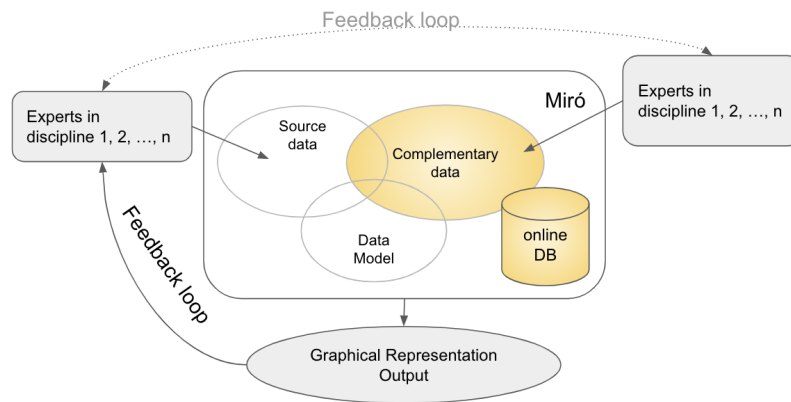 Feedback loop
Experts in
discipline 1, 2, …, n
Miró
Experts in
discipline 1, 2, …, n
Source
data
Complementary
data
Data
Model
online
DB
Feedback loop
Graphical Representation
Output